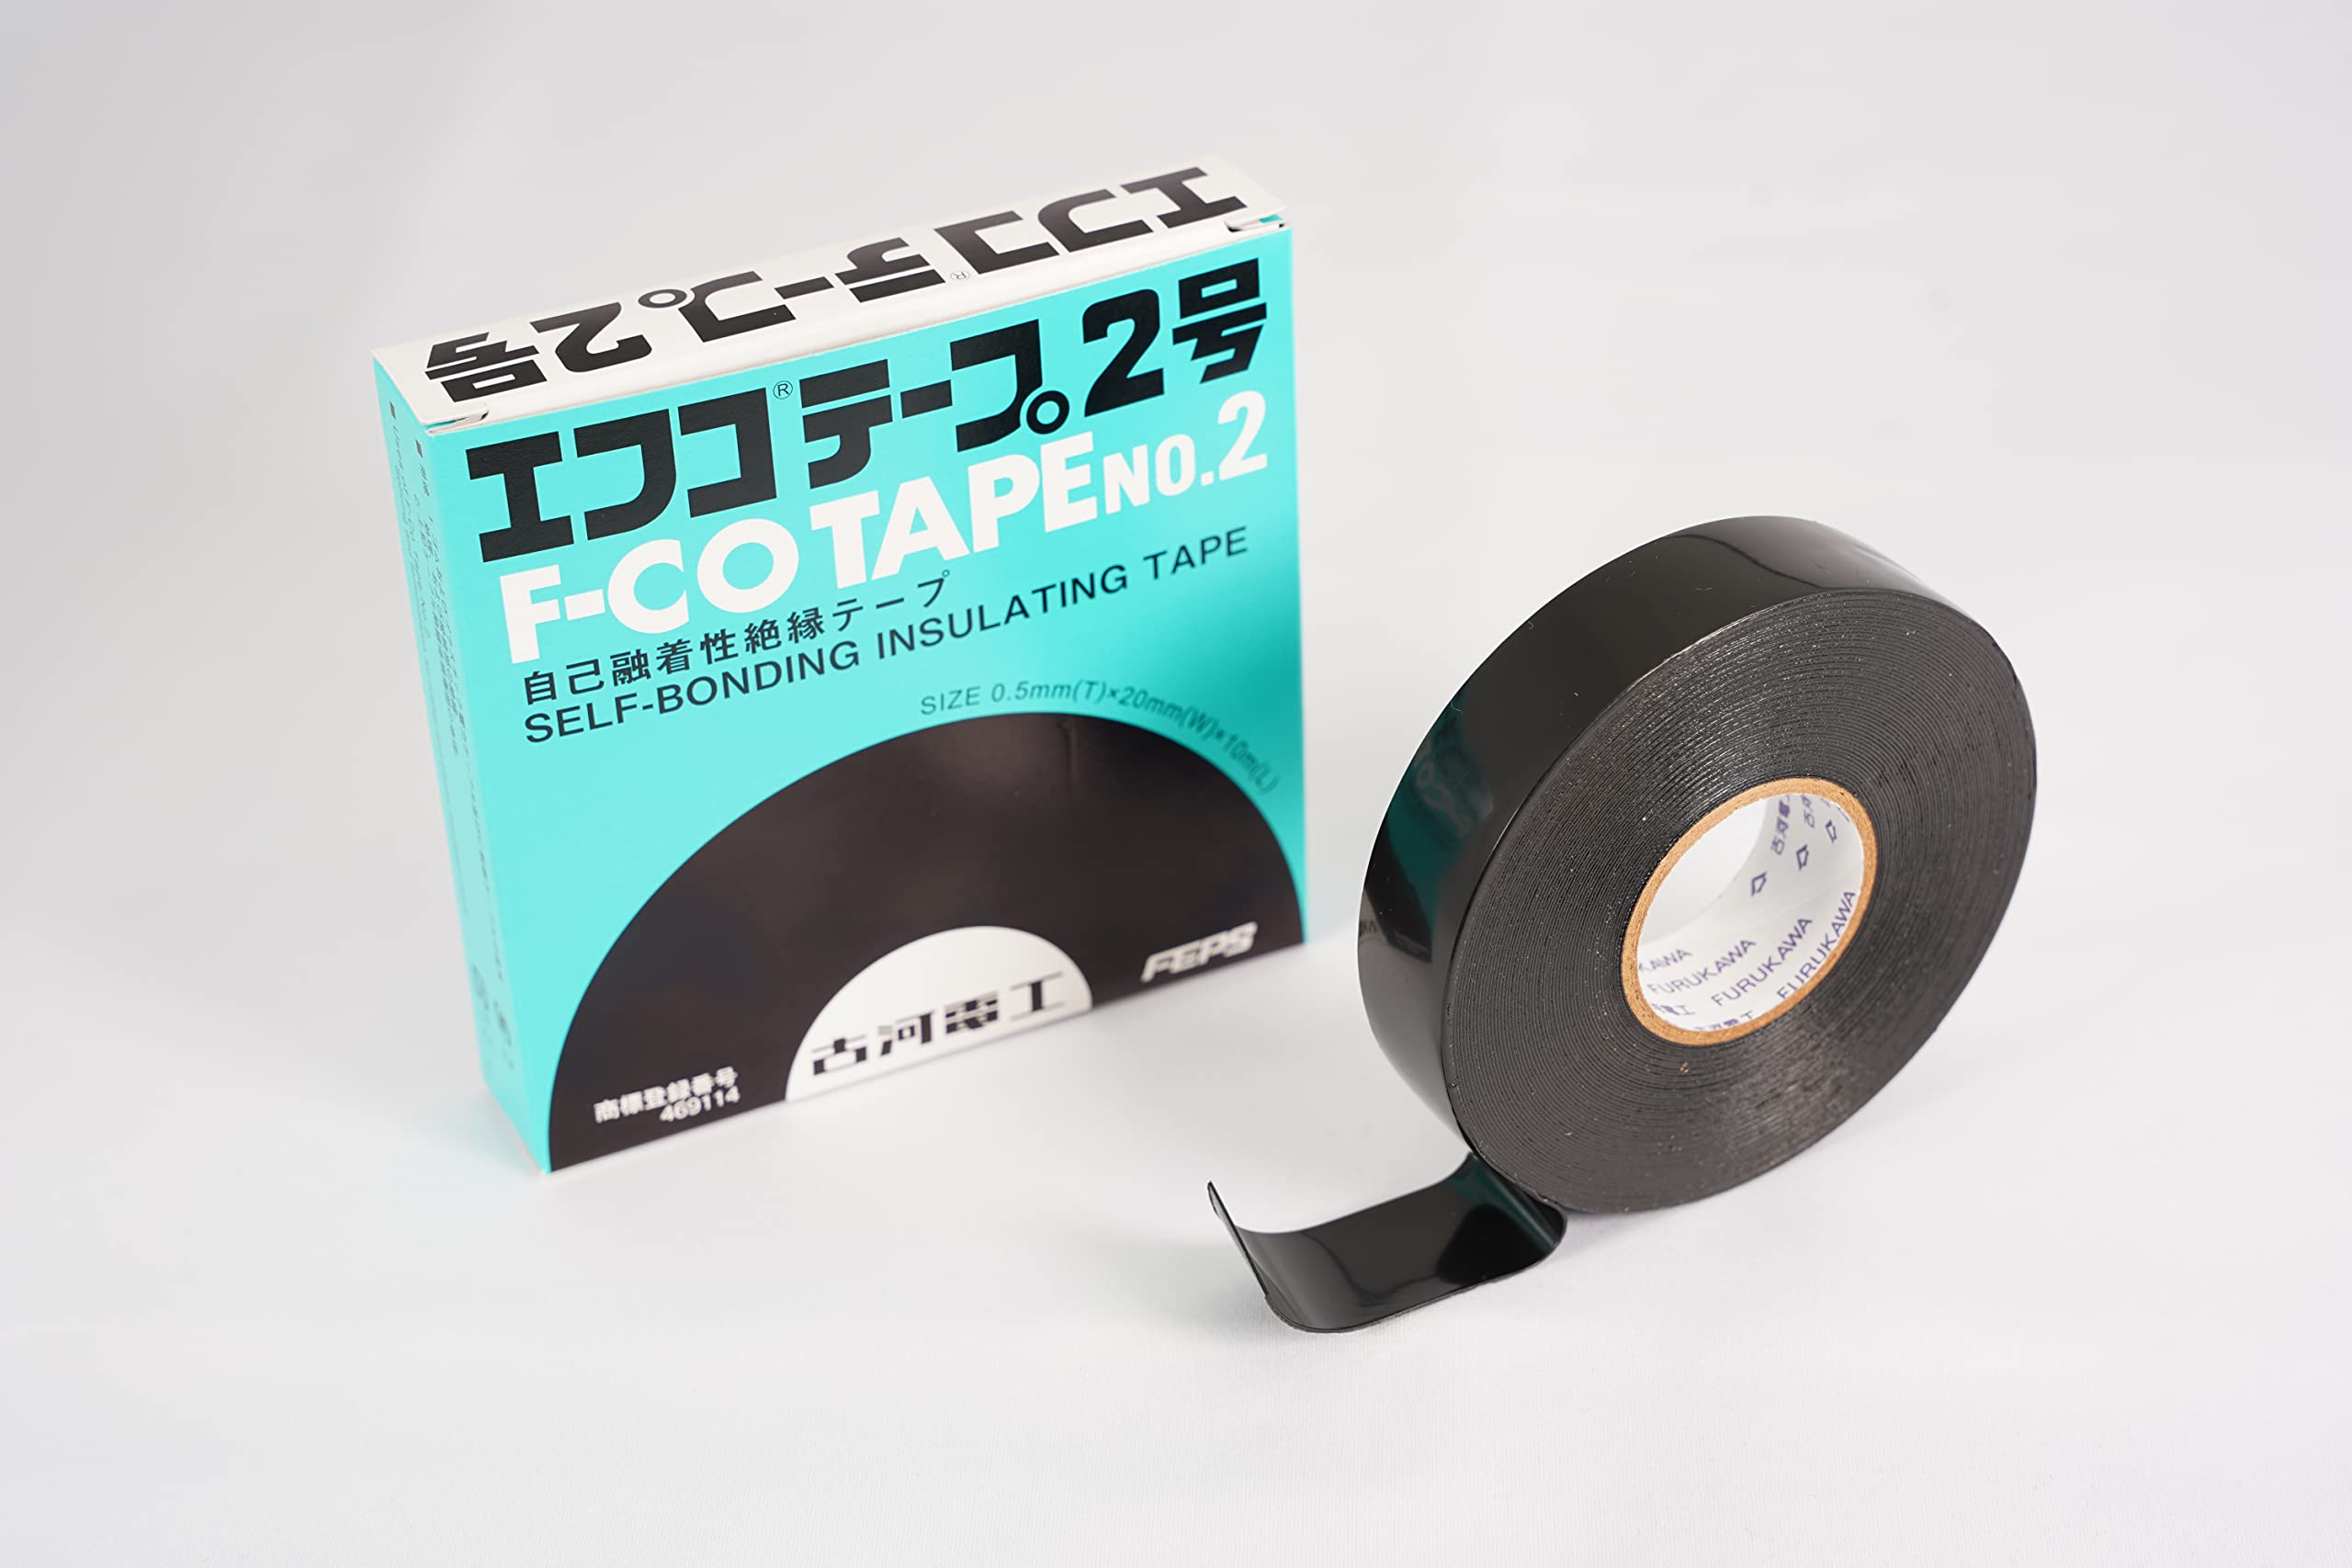 エフコテープ2号
エフコ®テープ2号
F-CO TAPE NO.2
自己融着性絶縁テープ
SELF-BONDING INSULATING TAPE
SIZE 0.5mm(T)×20mm(W)×10m(L)
古河電工
FEPS
商標登録番号
469114
FURUKAWA
FURUKAWA
FURUKAWA